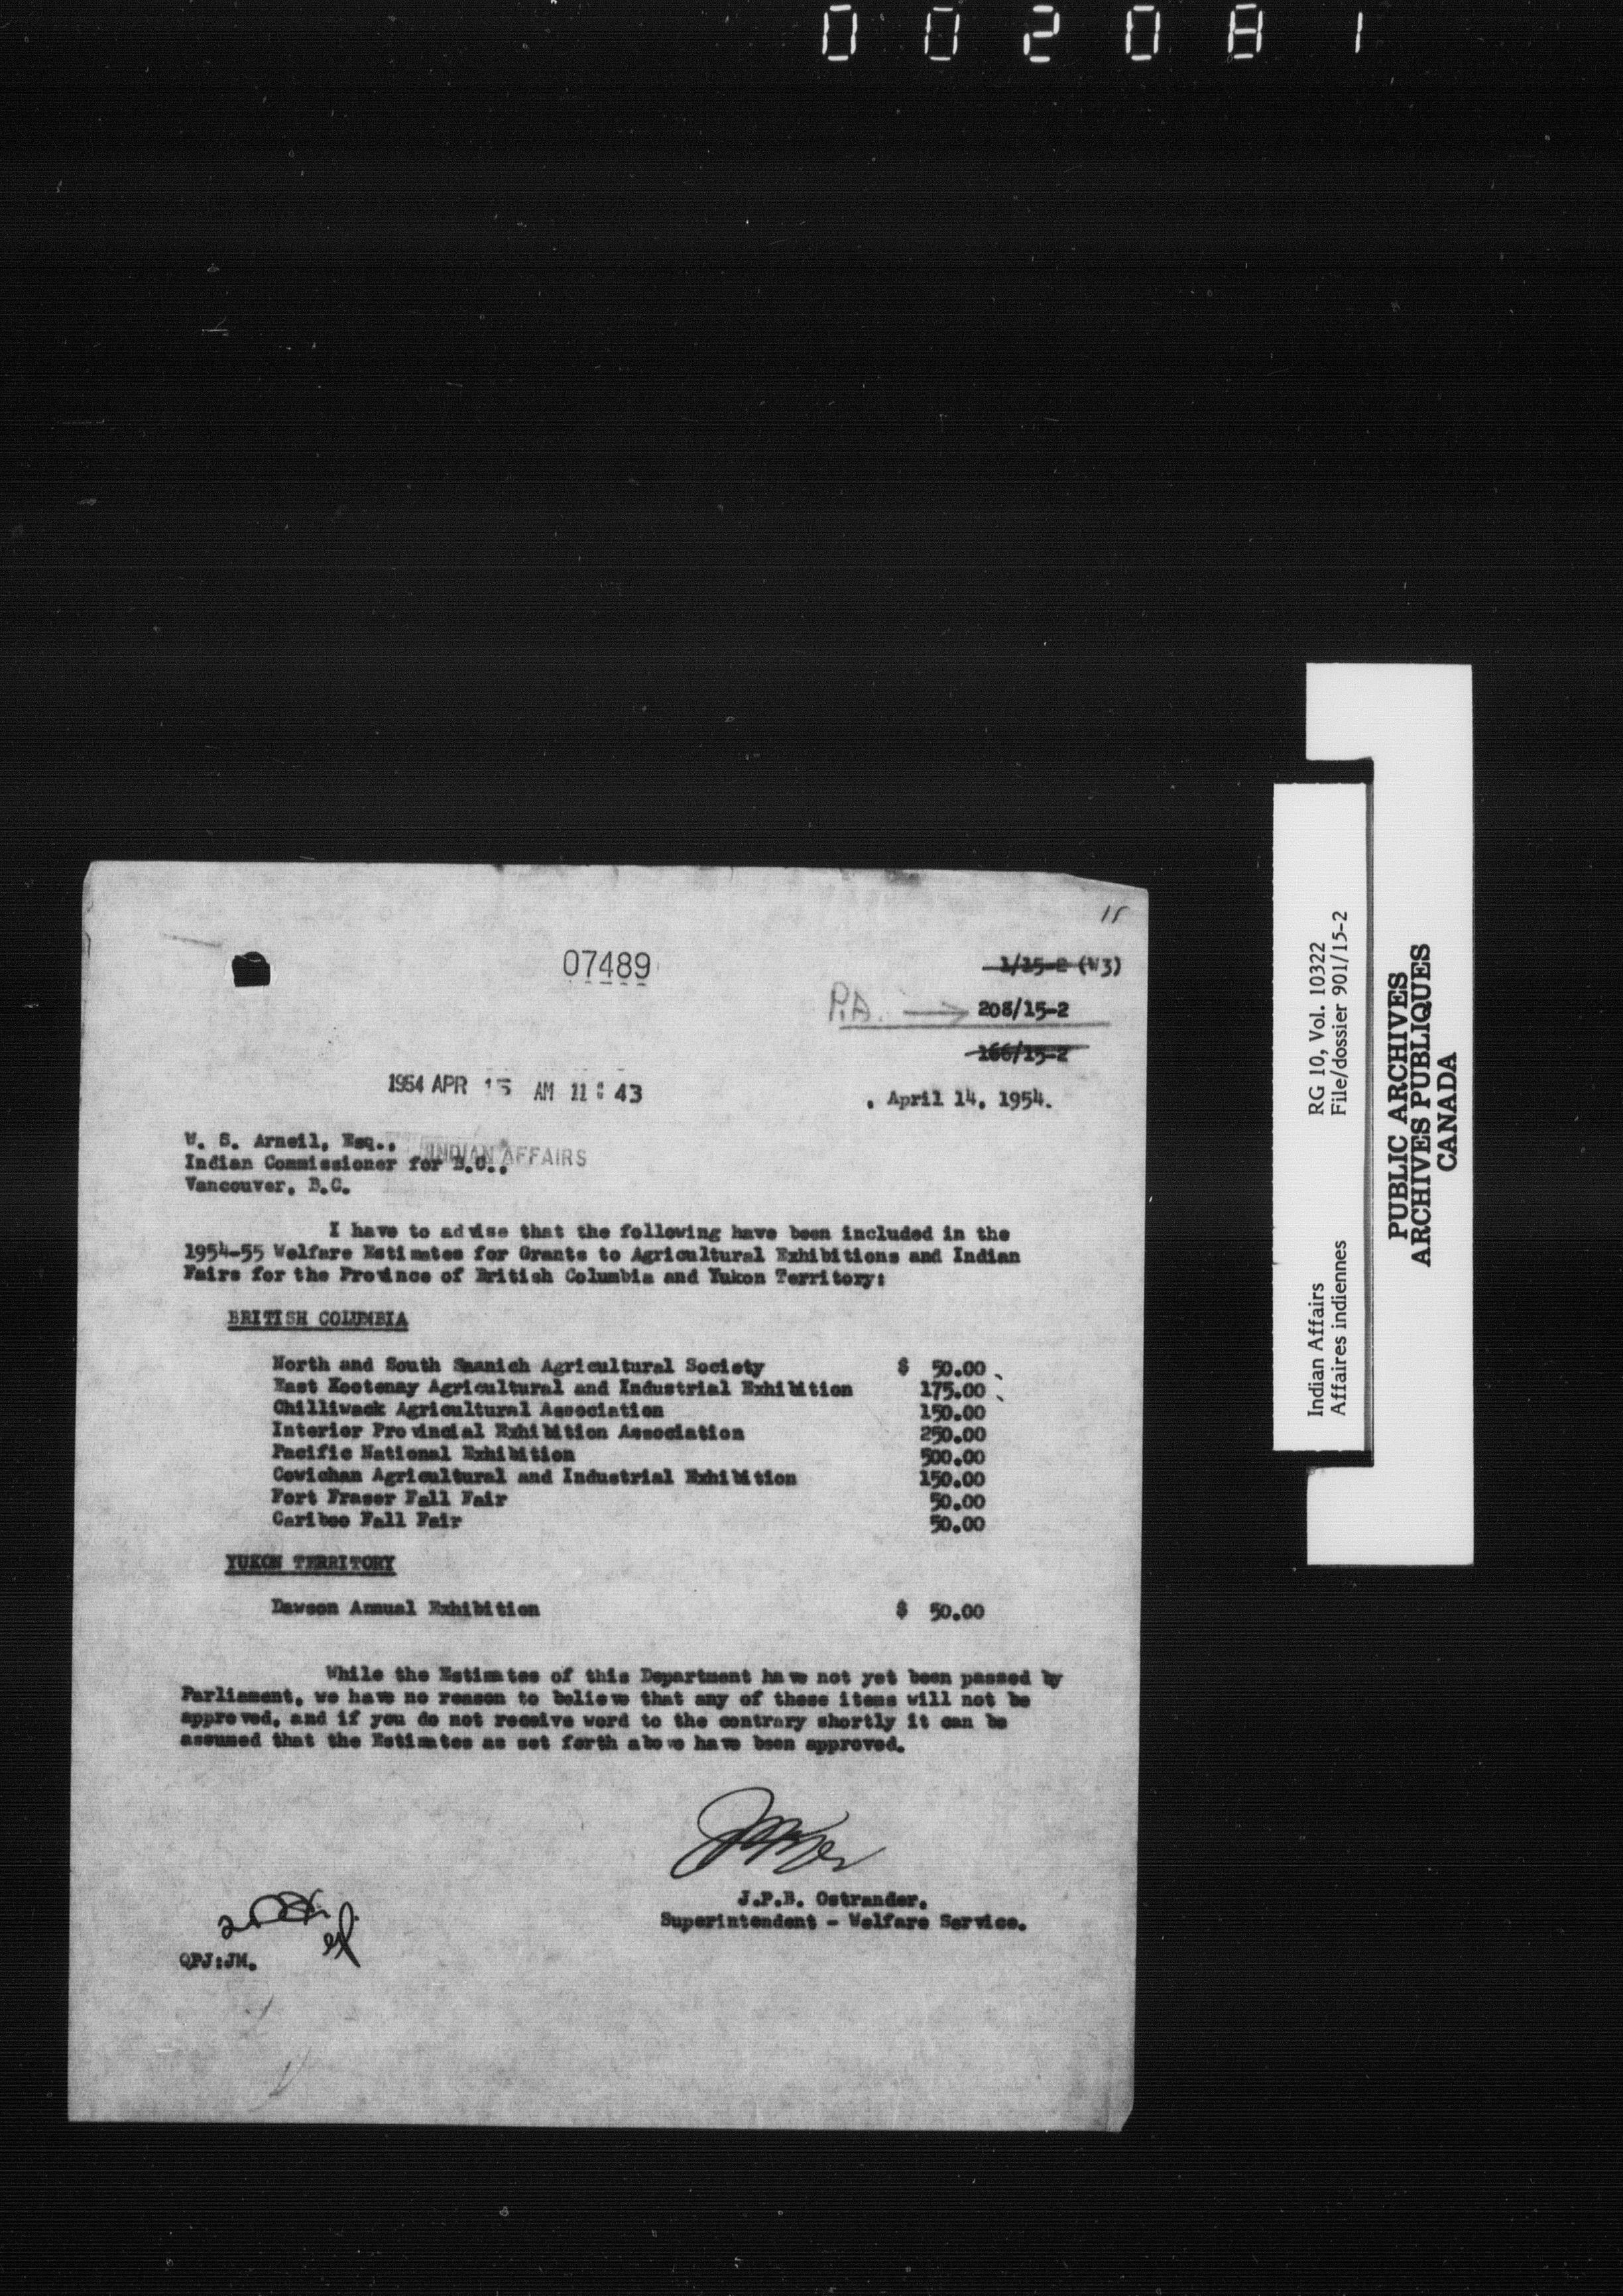 002081
15
07489
1/15-2 (W3)
P.A. 208/15-2
166/15-2
1954 APR 15 AM 11 : 43
April 14, 1954.
W. S. Arneil, Esq.,
Indian Commissioner for B.C.,
INDIAN AFFAIRS
Vancouver, B.C.
I have to advise that the following have been included in the
1954-55 Welfare Estimates for Grants to Agricultural Exhibitions and Indian
Fairs for the Province of British Columbia and Yukon Territory:
BRITISH COLUMBIA
North and South Saanich Agricultural Society $ 50.00
East Kootenay Agricultural and Industrial Exhibition 175.00
Chilliwack Agricultural Association 150.00
Interior Provincial Exhibition Association 250.00
Pacific National Exhibition 500.00
Cowichan Agricultural and Industrial Exhibition 150.00
Fort Fraser Fall Fair 50.00
Cariboo Fall Fair 50.00
YUKON TERRITORY
Dawson Annual Exhibition $ 50.00
While the Estimates of this Department have not yet been passed by
Parliament, we have no reason to believe that any of these items will not be
approved, and if you do not receive word to the contrary shortly it can be
assumed that the Estimates as set forth above have been approved.
J.P.B. Ostrander,
Superintendent - Welfare Service.
QPJ:JM.
Indian Affairs RG 10, Vol. 10322
Affaires indiennes File/dossier 901/15-2
PUBLIC ARCHIVES
ARCHIVES PUBLIQUES
CANADA